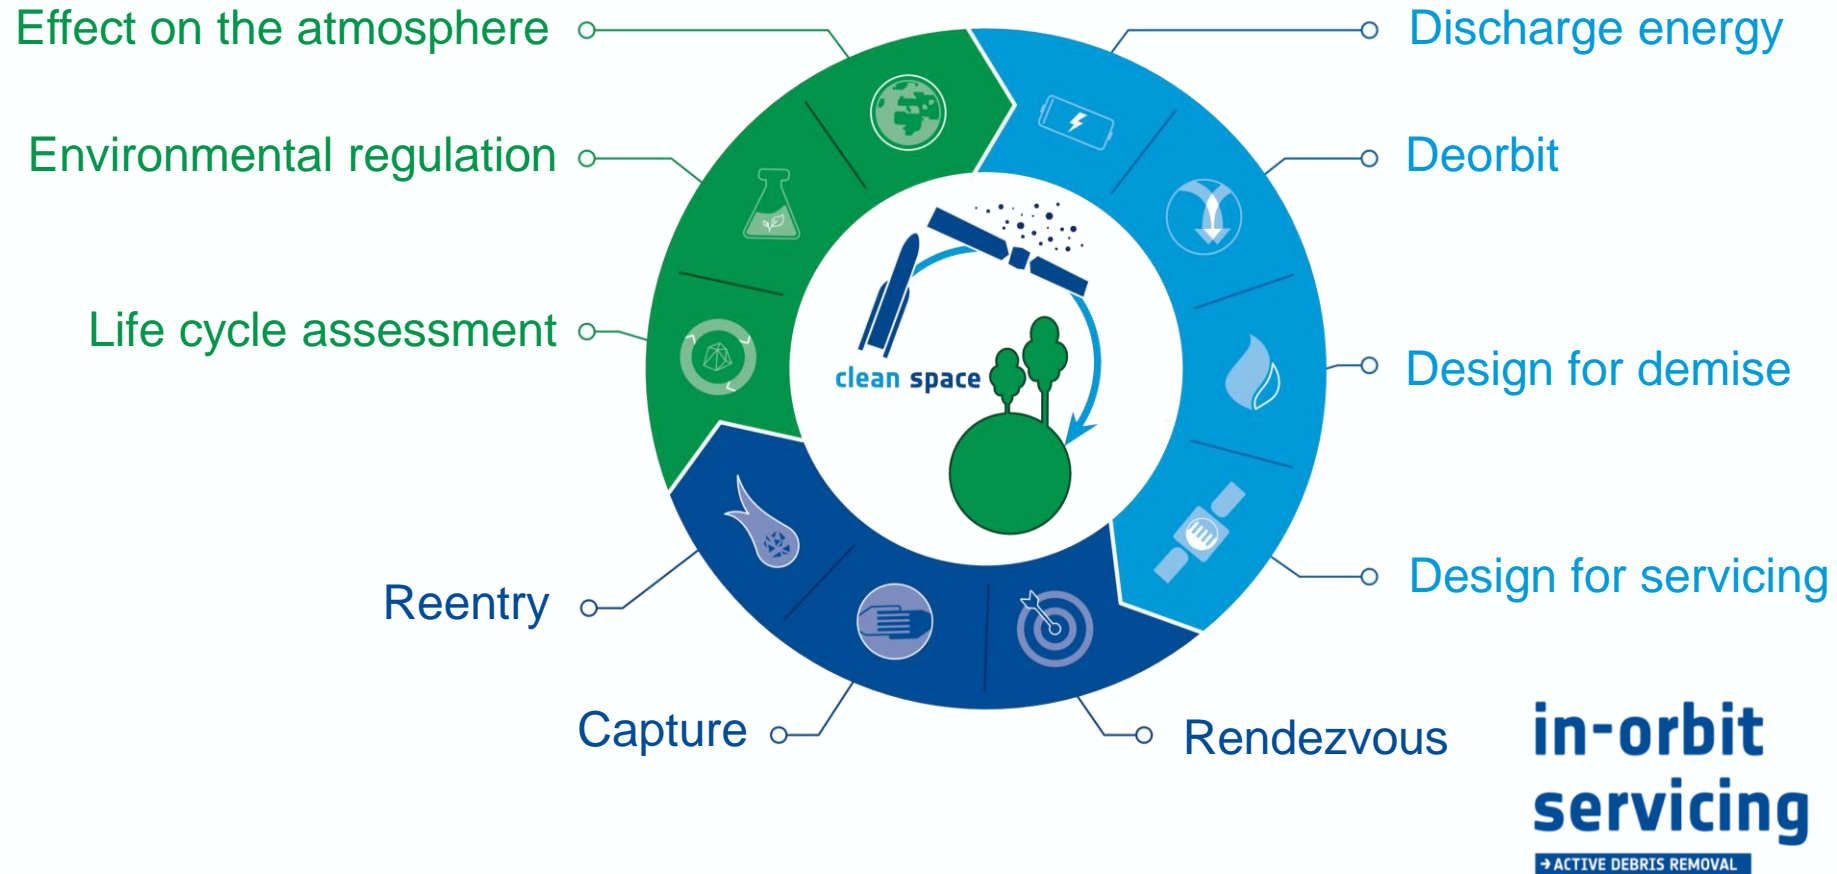 Effect on the atmosphere
Discharge energy
Environmental regulation
Deorbit
Life cycle assessment
Design for demise
clean space
Reentry
Design for servicing
Capture
Rendezvous
in-orbit
servicing
→ ACTIVE DEBRIS REMOVAL